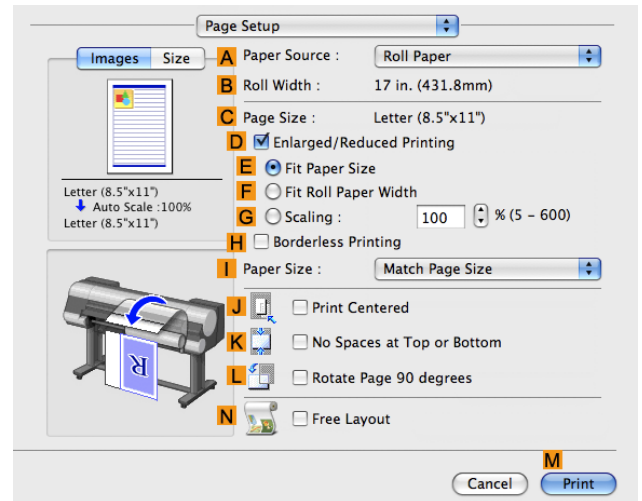 Page Setup
Images Size
A Paper Source : Roll Paper
B Roll Width : 17 in. (431.8mm)
C Page Size : Letter (8.5"x11")
D Enlarged/Reduced Printing
E Fit Paper Size
F Fit Roll Paper Width
G Scaling : 100 % (5 - 600)
H Borderless Printing
Letter (8.5"x11")
Auto Scale :100%
Letter (8.5"x11")
I Paper Size : Match Page Size
J Print Centered
K No Spaces at Top or Bottom
L Rotate Page 90 degrees
N Free Layout
R
M
Cancel Print